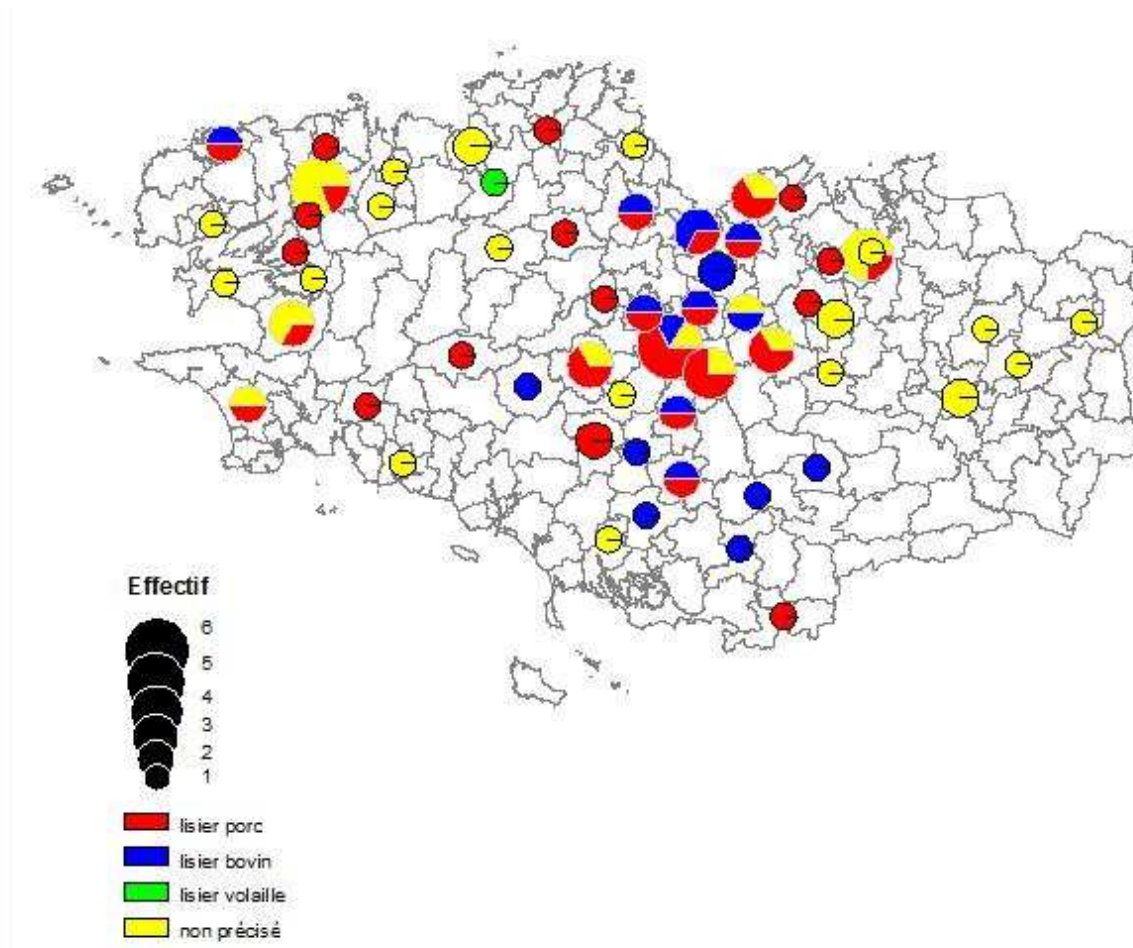 Effectif
6
5
4
3
2
1
lisier porc
lisier bovin
lisier volaille
non précisé